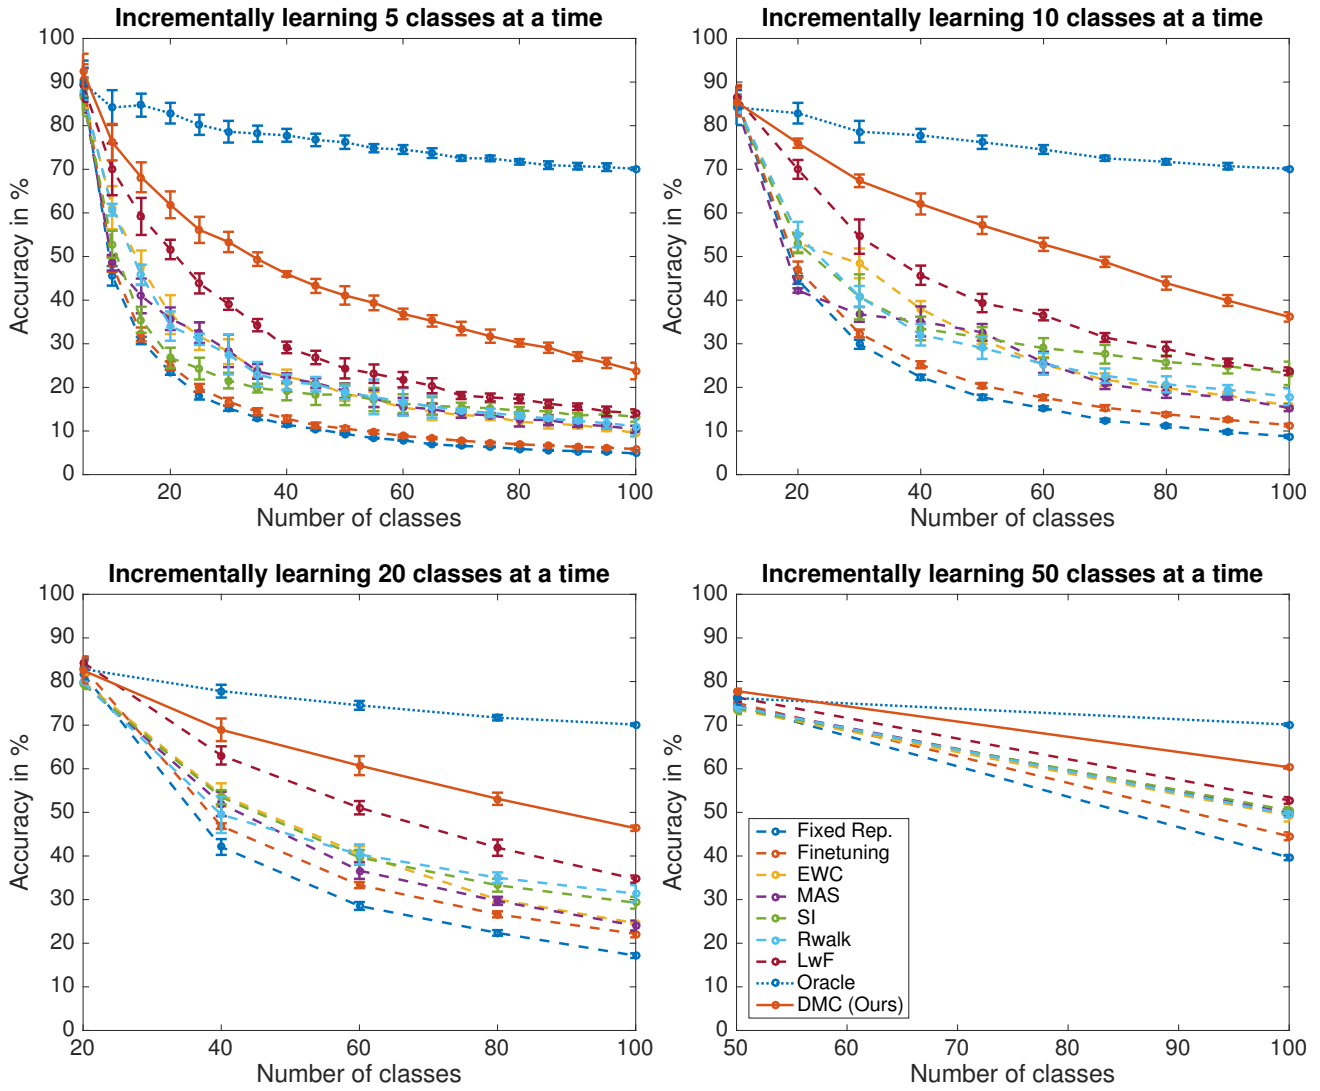 Incrementally learning 5 classes at a time
100
90
80
70
60
50
40
30
20
10
0
Accuracy in %
20 40 60 80 100
Number of classes
Incrementally learning 10 classes at a time
100
90
80
70
60
50
40
30
20
10
0
Accuracy in %
20 40 60 80 100
Number of classes
Incrementally learning 20 classes at a time
100
90
80
70
60
50
40
30
20
10
0
Accuracy in %
20 40 60 80 100
Number of classes
Incrementally learning 50 classes at a time
100
90
80
70
60
50
40
30
20
10
0
Accuracy in %
Fixed Rep.
Finetuning
EWC
MAS
SI
Rwalk
LwF
Oracle
DMC (Ours)
50 60 70 80 90 100
Number of classes